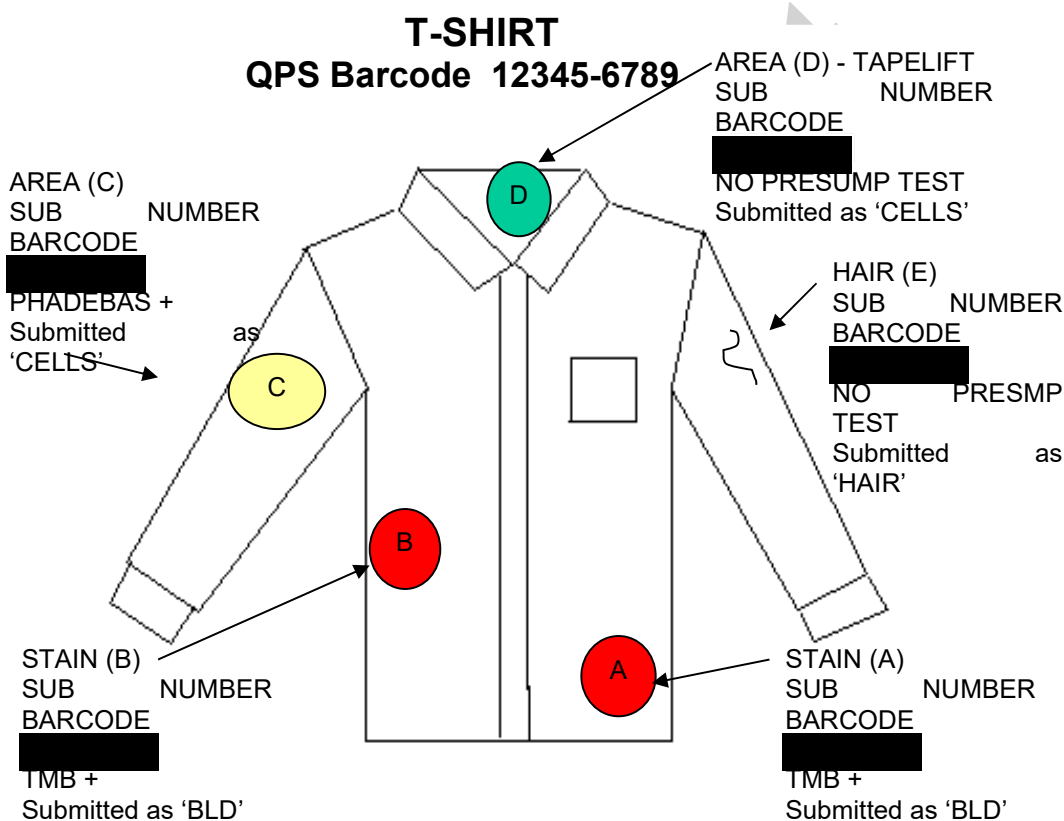 T-SHIRT
QPS Barcode 12345-6789
AREA (D) - TAPELIFT
SUB NUMBER
BARCODE
NO PRESUMP TEST
Submitted as ‘CELLS’
AREA (C)
SUB NUMBER
BARCODE
PHADEBAS +
Submitted as
‘CELLS’
D
HAIR (E)
SUB NUMBER
BARCODE
NO PRESMP
TEST
Submitted as
‘HAIR’
C
B
A
STAIN (B)
SUB NUMBER
BARCODE
TMB +
Submitted as ‘BLD’
STAIN (A)
SUB NUMBER
BARCODE
TMB +
Submitted as ‘BLD’